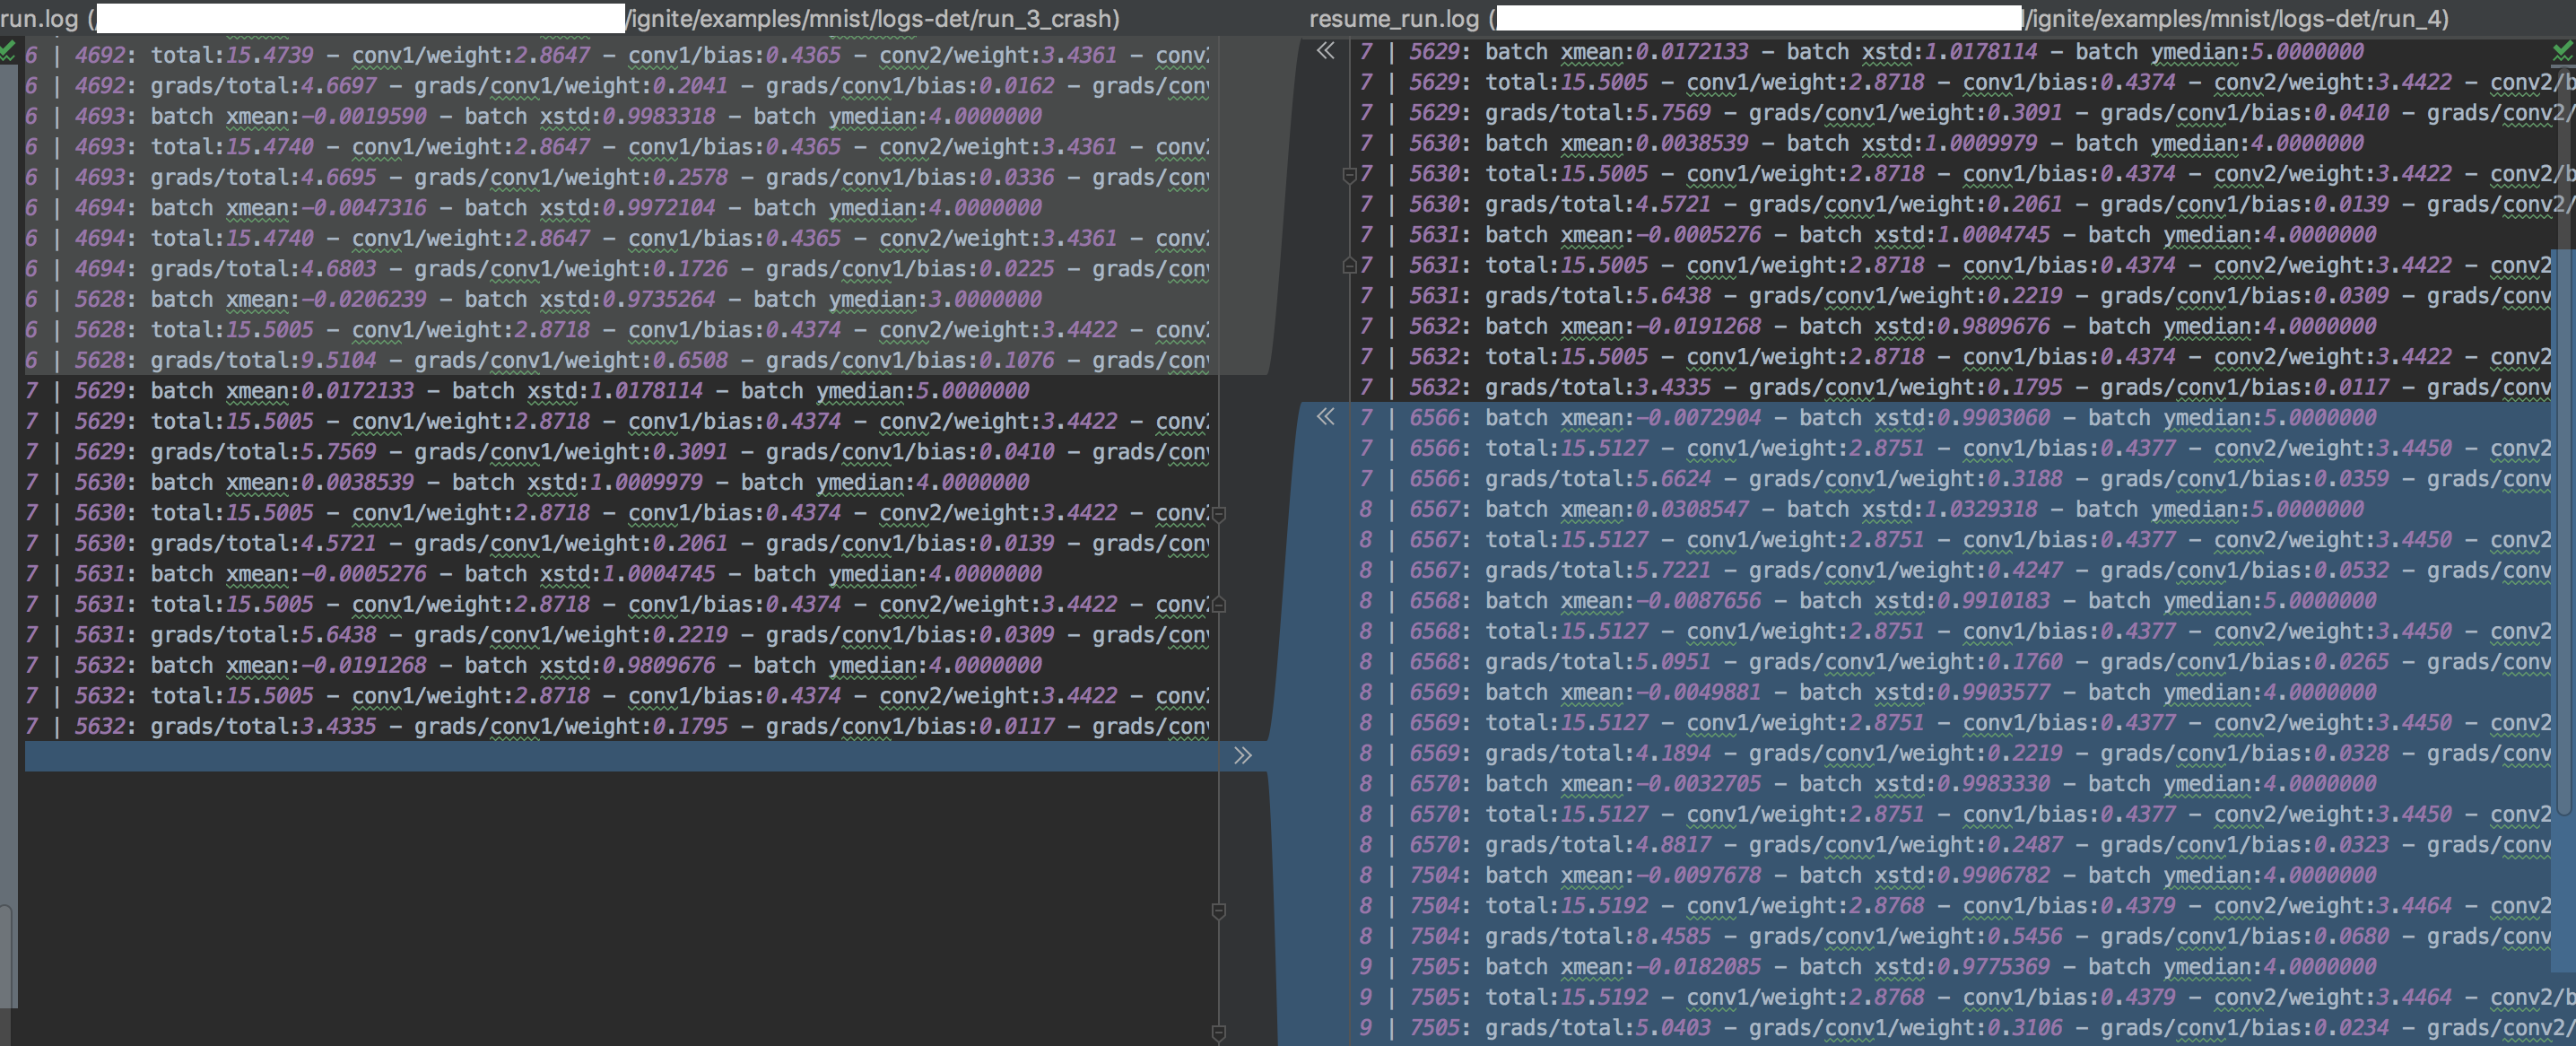 run.log (/ignite/examples/mnist/logs-det/run_3_crash)
6 | 4692: total:15.4739 – conv1/weight:2.8647 – conv1/bias:0.4365 – conv2/weight:3.4361 – conv2
6 | 4692: grads/total:4.6697 – grads/conv1/weight:0.2041 – grads/conv1/bias:0.0162 – grads/conv
6 | 4693: batch xmean:-0.0019590 – batch xstd:0.9983318 – batch ymedian:4.0000000
6 | 4693: total:15.4740 – conv1/weight:2.8647 – conv1/bias:0.4365 – conv2/weight:3.4361 – conv2
6 | 4693: grads/total:4.6695 – grads/conv1/weight:0.2578 – grads/conv1/bias:0.0336 – grads/conv
6 | 4694: batch xmean:-0.0047316 – batch xstd:0.9972104 – batch ymedian:4.0000000
6 | 4694: total:15.4740 – conv1/weight:2.8647 – conv1/bias:0.4365 – conv2/weight:3.4361 – conv2
6 | 4694: grads/total:4.6803 – grads/conv1/weight:0.1726 – grads/conv1/bias:0.0225 – grads/conv
6 | 5628: batch xmean:-0.0206239 – batch xstd:0.9735264 – batch ymedian:3.0000000
6 | 5628: total:15.5005 – conv1/weight:2.8718 – conv1/bias:0.4374 – conv2/weight:3.4422 – conv2
6 | 5628: grads/total:9.5104 – grads/conv1/weight:0.6508 – grads/conv1/bias:0.1076 – grads/conv
7 | 5629: batch xmean:0.0172133 – batch xstd:1.0178114 – batch ymedian:5.0000000
7 | 5629: total:15.5005 – conv1/weight:2.8718 – conv1/bias:0.4374 – conv2/weight:3.4422 – conv2
7 | 5629: grads/total:5.7569 – grads/conv1/weight:0.3091 – grads/conv1/bias:0.0410 – grads/conv
7 | 5630: batch xmean:0.0038539 – batch xstd:1.0009979 – batch ymedian:4.0000000
7 | 5630: total:15.5005 – conv1/weight:2.8718 – conv1/bias:0.4374 – conv2/weight:3.4422 – conv2
7 | 5630: grads/total:4.5721 – grads/conv1/weight:0.2061 – grads/conv1/bias:0.0139 – grads/conv
7 | 5631: batch xmean:-0.0005276 – batch xstd:1.0004745 – batch ymedian:4.0000000
7 | 5631: total:15.5005 – conv1/weight:2.8718 – conv1/bias:0.4374 – conv2/weight:3.4422 – conv2
7 | 5631: grads/total:5.6438 – grads/conv1/weight:0.2219 – grads/conv1/bias:0.0309 – grads/conv
7 | 5632: batch xmean:-0.0191268 – batch xstd:0.9809676 – batch ymedian:4.0000000
7 | 5632: total:15.5005 – conv1/weight:2.8718 – conv1/bias:0.4374 – conv2/weight:3.4422 – conv2
7 | 5632: grads/total:3.4335 – grads/conv1/weight:0.1795 – grads/conv1/bias:0.0117 – grads/conv
resume_run.log (/ignite/examples/mnist/logs-det/run_4)
7 | 5629: batch xmean:0.0172133 – batch xstd:1.0178114 – batch ymedian:5.0000000
7 | 5629: total:15.5005 – conv1/weight:2.8718 – conv1/bias:0.4374 – conv2/weight:3.4422 – conv2/b
7 | 5629: grads/total:5.7569 – grads/conv1/weight:0.3091 – grads/conv1/bias:0.0410 – grads/conv2/
7 | 5630: batch xmean:0.0038539 – batch xstd:1.0009979 – batch ymedian:4.0000000
7 | 5630: total:15.5005 – conv1/weight:2.8718 – conv1/bias:0.4374 – conv2/weight:3.4422 – conv2/b
7 | 5630: grads/total:4.5721 – grads/conv1/weight:0.2061 – grads/conv1/bias:0.0139 – grads/conv2/
7 | 5631: batch xmean:-0.0005276 – batch xstd:1.0004745 – batch ymedian:4.0000000
7 | 5631: total:15.5005 – conv1/weight:2.8718 – conv1/bias:0.4374 – conv2/weight:3.4422 – conv2
7 | 5631: grads/total:5.6438 – grads/conv1/weight:0.2219 – grads/conv1/bias:0.0309 – grads/conv
7 | 5632: batch xmean:-0.0191268 – batch xstd:0.9809676 – batch ymedian:4.0000000
7 | 5632: total:15.5005 – conv1/weight:2.8718 – conv1/bias:0.4374 – conv2/weight:3.4422 – conv2
7 | 5632: grads/total:3.4335 – grads/conv1/weight:0.1795 – grads/conv1/bias:0.0117 – grads/conv
7 | 6566: batch xmean:-0.0072904 – batch xstd:0.9903060 – batch ymedian:5.0000000
7 | 6566: total:15.5127 – conv1/weight:2.8751 – conv1/bias:0.4377 – conv2/weight:3.4450 – conv2
7 | 6566: grads/total:5.6624 – grads/conv1/weight:0.3188 – grads/conv1/bias:0.0359 – grads/conv
8 | 6567: batch xmean:0.0308547 – batch xstd:1.0329318 – batch ymedian:5.0000000
8 | 6567: total:15.5127 – conv1/weight:2.8751 – conv1/bias:0.4377 – conv2/weight:3.4450 – conv2
8 | 6567: grads/total:5.7221 – grads/conv1/weight:0.4247 – grads/conv1/bias:0.0532 – grads/conv
8 | 6568: batch xmean:-0.0087656 – batch xstd:0.9910183 – batch ymedian:5.0000000
8 | 6568: total:15.5127 – conv1/weight:2.8751 – conv1/bias:0.4377 – conv2/weight:3.4450 – conv2
8 | 6568: grads/total:5.0951 – grads/conv1/weight:0.1760 – grads/conv1/bias:0.0265 – grads/conv
8 | 6569: batch xmean:-0.0049881 – batch xstd:0.9903577 – batch ymedian:4.0000000
8 | 6569: total:15.5127 – conv1/weight:2.8751 – conv1/bias:0.4377 – conv2/weight:3.4450 – conv2
8 | 6569: grads/total:4.1894 – grads/conv1/weight:0.2219 – grads/conv1/bias:0.0328 – grads/conv
8 | 6570: batch xmean:-0.0032705 – batch xstd:0.9983330 – batch ymedian:4.0000000
8 | 6570: total:15.5127 – conv1/weight:2.8751 – conv1/bias:0.4377 – conv2/weight:3.4450 – conv2
8 | 6570: grads/total:4.8817 – grads/conv1/weight:0.2487 – grads/conv1/bias:0.0323 – grads/conv
8 | 7504: batch xmean:-0.0097678 – batch xstd:0.9906782 – batch ymedian:4.0000000
8 | 7504: total:15.5192 – conv1/weight:2.8768 – conv1/bias:0.4379 – conv2/weight:3.4464 – conv2
8 | 7504: grads/total:8.4585 – grads/conv1/weight:0.5456 – grads/conv1/bias:0.0680 – grads/conv
9 | 7505: batch xmean:-0.0182085 – batch xstd:0.9775369 – batch ymedian:4.0000000
9 | 7505: total:15.5192 – conv1/weight:2.8768 – conv1/bias:0.4379 – conv2/weight:3.4464 – conv2/b
9 | 7505: grads/total:5.0403 – grads/conv1/weight:0.3106 – grads/conv1/bias:0.0234 – grads/conv2/